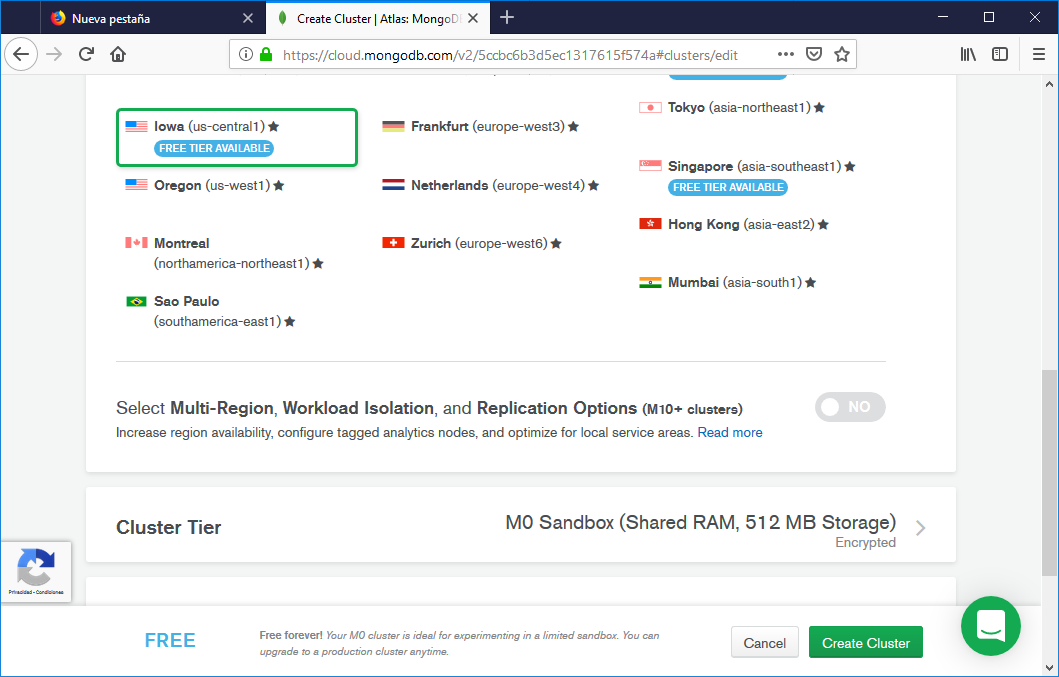 Nueva pestaña
Create Cluster | Atlas: MongoD
https://cloud.mongodb.com/v2/5ccbc6b3d5ec1317615f574a#clusters/edit
Iowa (us-central1) ★
FREE TIER AVAILABLE
Oregon (us-west1) ★
Montreal
(northamerica-northeast1) ★
Sao Paulo
(southamerica-east1) ★
Frankfurt (europe-west3) ★
Netherlands (europe-west4) ★
Zurich (europe-west6) ★
Tokyo (asia-northeast1) ★
Singapore (asia-southeast1) ★
FREE TIER AVAILABLE
Hong Kong (asia-east2) ★
Mumbai (asia-south1) ★
Select Multi-Region, Workload Isolation, and Replication Options (M10+ clusters)
NO
Increase region availability, configure tagged analytics nodes, and optimize for local service areas. Read more
Cluster Tier
M0 Sandbox (Shared RAM, 512 MB Storage)
Encrypted
Privacidad - Condiciones
FREE
Free forever! Your M0 cluster is ideal for experimenting in a limited sandbox. You can
upgrade to a production cluster anytime.
Cancel
Create Cluster